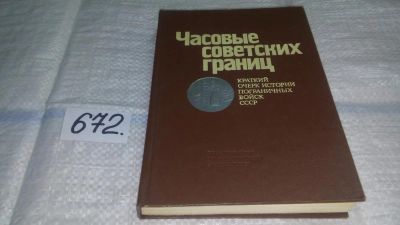 Часовые
советских
границ
КРАТКИЙ
ОЧЕРК ИСТОРИИ
ПОГРАНИЧНЫХ
ВОЙСК
СССР
672.